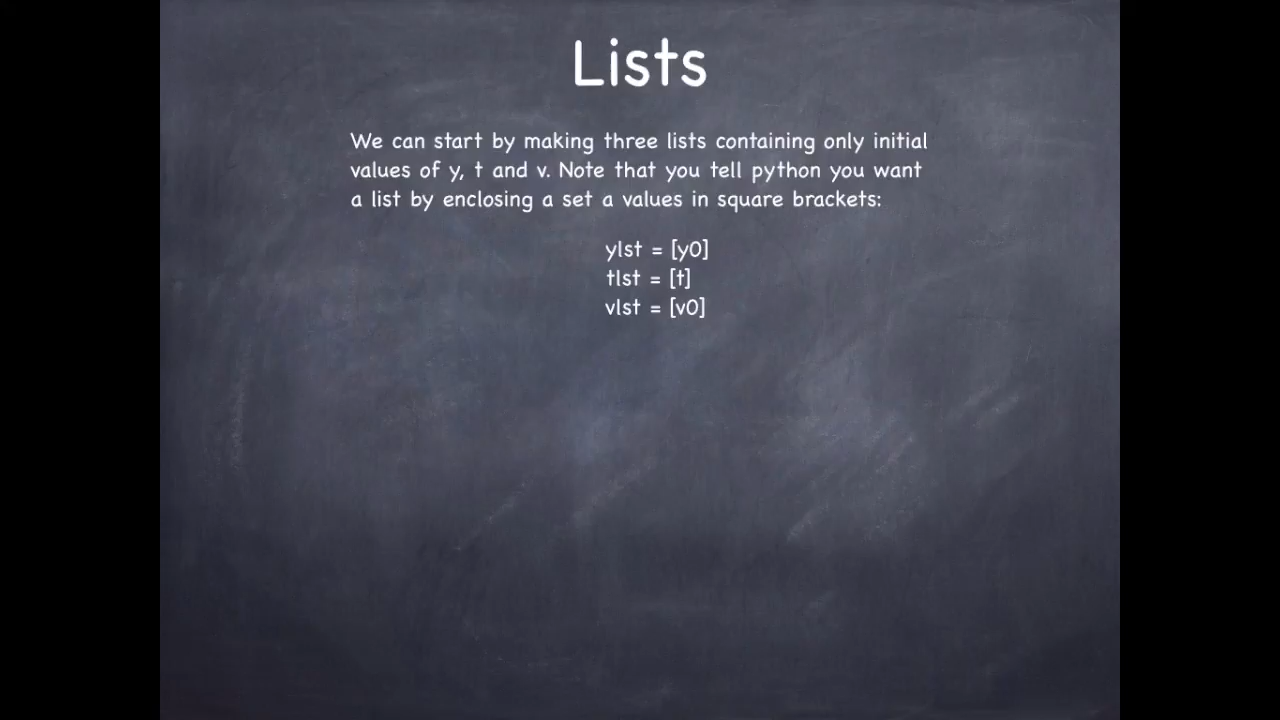 Lists
We can start by making three lists containing only initial
values of y, t and v. Note that you tell python you want
a list by enclosing a set a values in square brackets:
ylst = [y0]
tlst = [t]
vlst = [v0]